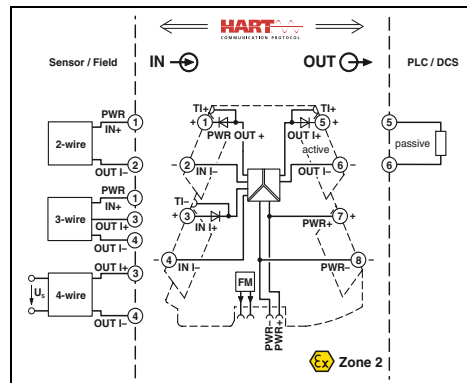 HART
COMMUNICATION PROTOCOL
Sensor / Field
IN
OUT
PLC / DCS
2-wire
PWR
IN+
1
OUT I–
2
3-wire
PWR
IN+
1
OUT I+
3
OUT I–
4
4-wire
Us
OUT I+
3
OUT I–
4
TI+
+
1
PWR OUT +
–
2
IN I–
TI–
+
3
IN I+
–
4
IN I–
TI+
5
+
OUT I+
active
6
–
OUT I–
7
+
PWR+
8
–
PWR–
FM
PWR–
PWR+
5
passive
6
Ex
Zone 2